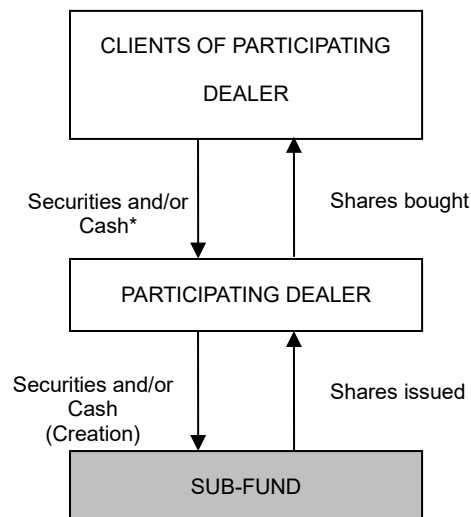 CLIENTS OF PARTICIPATING
DEALER
Securities and/or
Cash*
Shares bought
PARTICIPATING DEALER
Securities and/or
Cash
(Creation)
Shares issued
SUB-FUND